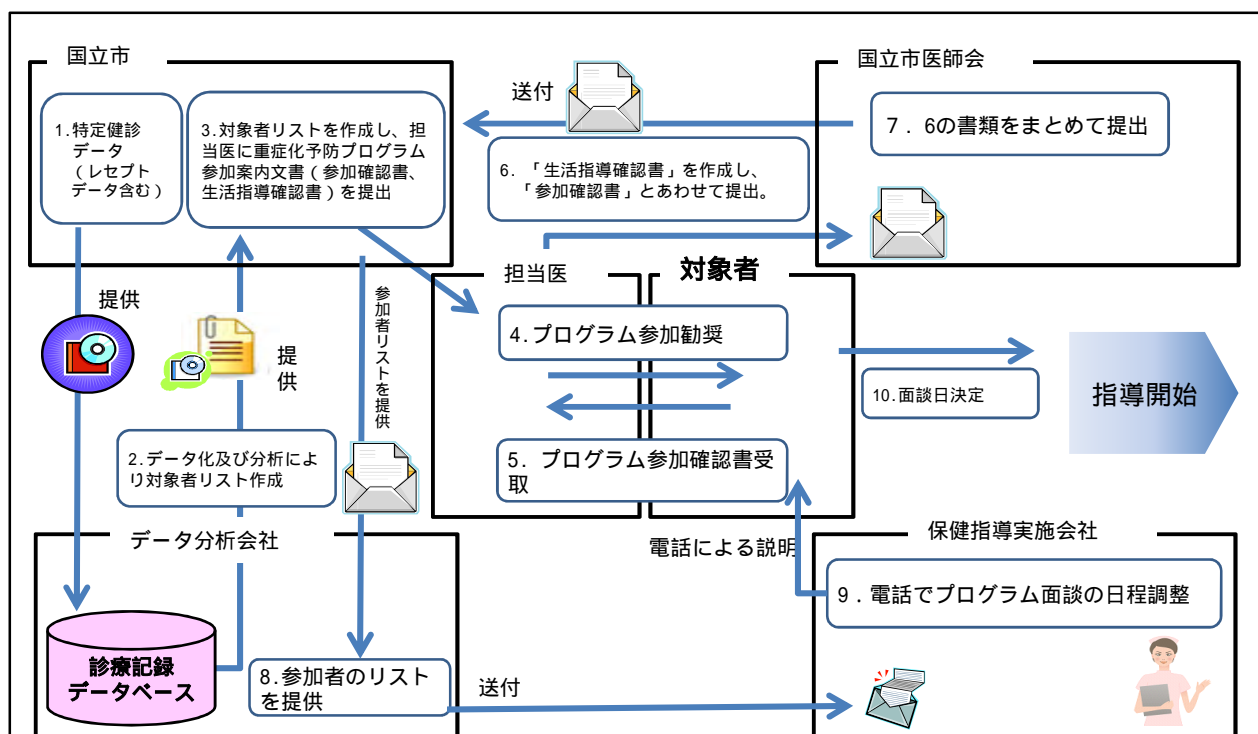 国立市
1.特定健診
データ
(レセプト
データ含む)
3.対象者リストを作成し、担
当医に重症化予防プログラム
参加案内文書(参加確認書、
生活指導確認書)を提出
送付
国立市医師会
7．6の書類をまとめて提出
6．「生活指導確認書」を作成し、
「参加確認書」とあわせて提出。
提供
提供
参加者リストを提供
担当医
対象者
4.プログラム参加勧奨
5．プログラム参加確認書受
取
10.面談日決定
指導開始
2.データ化及び分析によ
り対象者リスト作成
データ分析会社
診療記録
データベース
8.参加者のリスト
を提供
送付
電話による説明
保健指導実施会社
9．電話でプログラム面談の日程調整